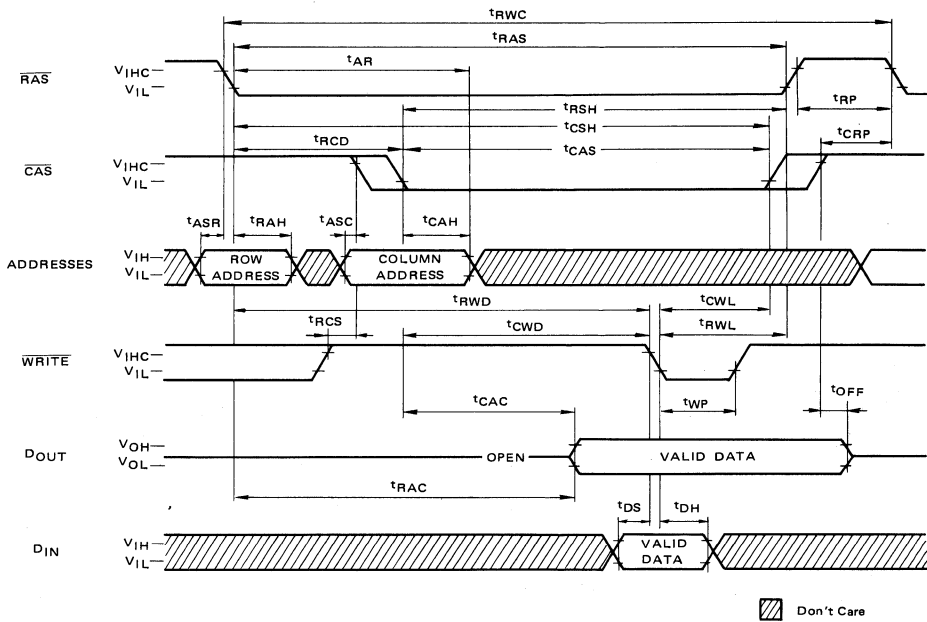 tRWC
tRAS
tAR
RAS
VIHC
VIL
tRSH
tRP
tCSH
tRCD
tCRP
CAS
VIHC
VIL
tCAS
tASR
tRAH
tASC
tCAH
ADDRESSES
VIH
VIL
ROW
ADDRESS
COLUMN
ADDRESS
tRWD
tCWL
tRCS
tCWD
tRWL
WRITE
VIHC
VIL
tWP
tOFF
tCAC
DOUT
VOH
VOL
OPEN
VALID DATA
tRAC
tDS
tDH
DIN
VIH
VIL
VALID
DATA
Don't Care